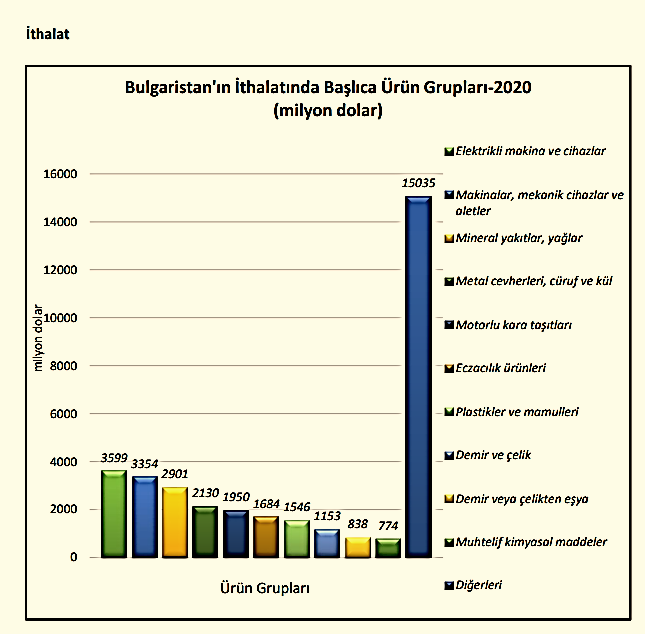 İthalat
Bulgaristan'ın İthalatında Başlıca Ürün Grupları-2020
(milyon dolar)
16000
14000
12000
10000
8000
6000
4000
2000
0
milyon dolar
3599
3354
2901
2130
1950
1684
1546
1153
838
774
15035
Ürün Grupları
Elektrikli makina ve cihazlar
Makinalar, mekanik cihazlar ve
aletler
Mineral yakıtlar, yağlar
Metal cevherleri, cüruf ve kül
Motorlu kara taşıtları
Eczacılık ürünleri
Plastikler ve mamulleri
Demir ve çelik
Demir veya çelikten eşya
Muhtelif kimyasal maddeler
Diğerleri